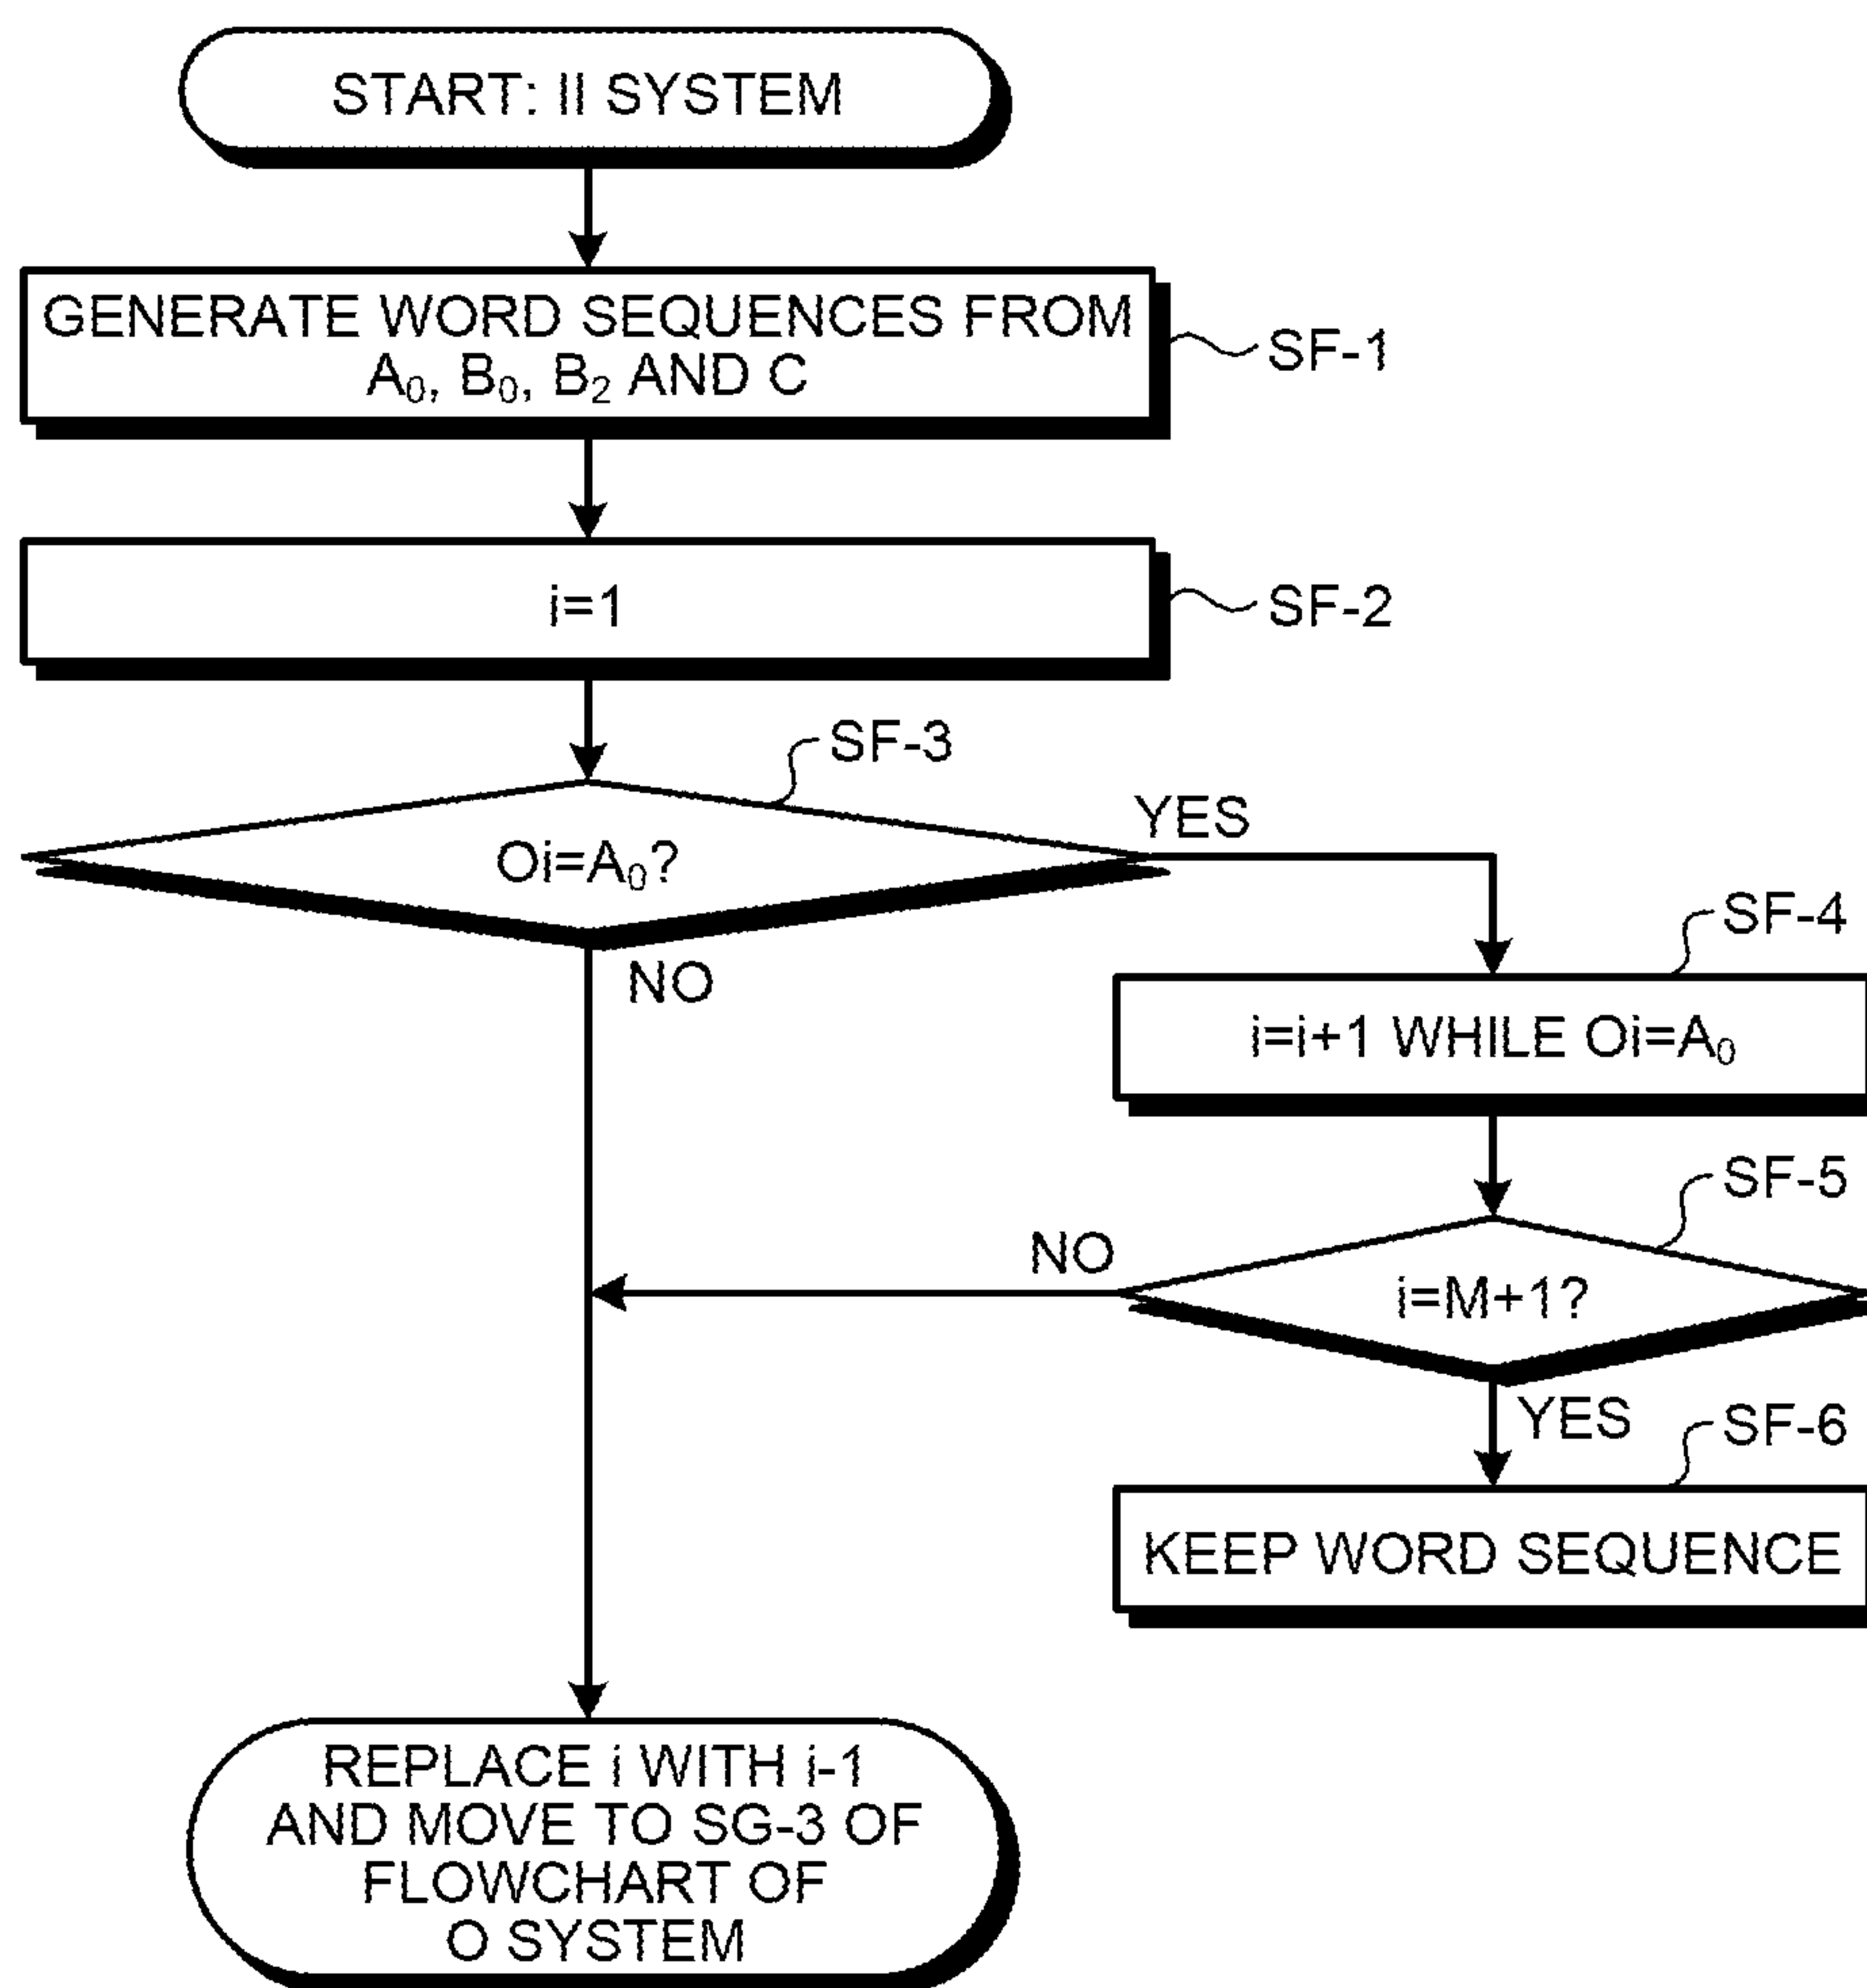 START: II SYSTEM
GENERATE WORD SEQUENCES FROM
A₀, B₀, B₂ AND C
SF-1
i=1
SF-2
SF-3
Oi=A₀?
YES
NO
SF-4
i=i+1 WHILE Oi=A₀
SF-5
i=M+1?
NO
YES
SF-6
KEEP WORD SEQUENCE
REPLACE i WITH i-1
AND MOVE TO SG-3 OF
FLOWCHART OF
O SYSTEM